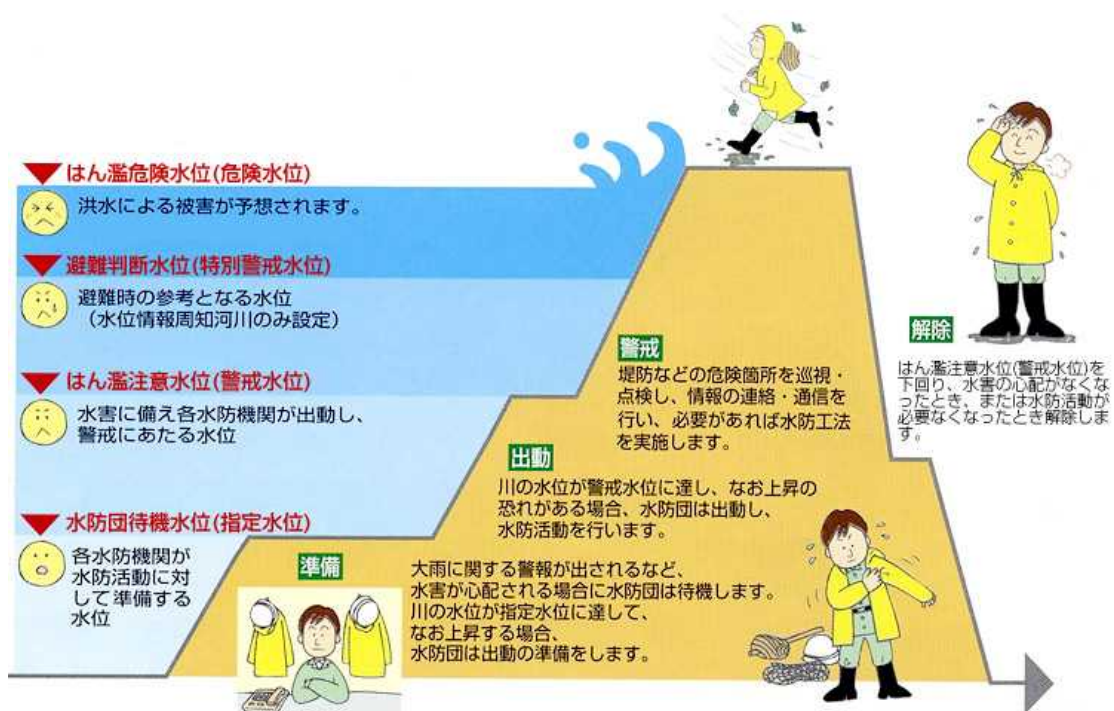 はん濫危険水位(危険水位)
洪水による被害が予想されます。
避難判断水位(特別警戒水位)
避難時の参考となる水位
(水位情報周知河川のみ設定)
はん濫注意水位(警戒水位)
水害に備え各水防機関が出動し、
警戒にあたる水位
水防団待機水位(指定水位)
各水防機関が
水防活動に対
して準備する
水位
準備
大雨に関する警報が出されるなど、
水害が心配される場合に水防団は待機します。
川の水位が指定水位に達して、
なお上昇する場合、
水防団は出動の準備をします。
出動
川の水位が警戒水位に達し、なお上昇の
恐れがある場合、水防団は出動し、
水防活動を行います。
警戒
堤防などの危険箇所を巡視・
点検し、情報の連絡・通信を
行い、必要があれば水防工法
を実施します。
解除
はん濫注意水位(警戒水位)を
下回り、水害の心配がなくな
ったとき、または水防活動が
必要なくなったとき解除しま
す。